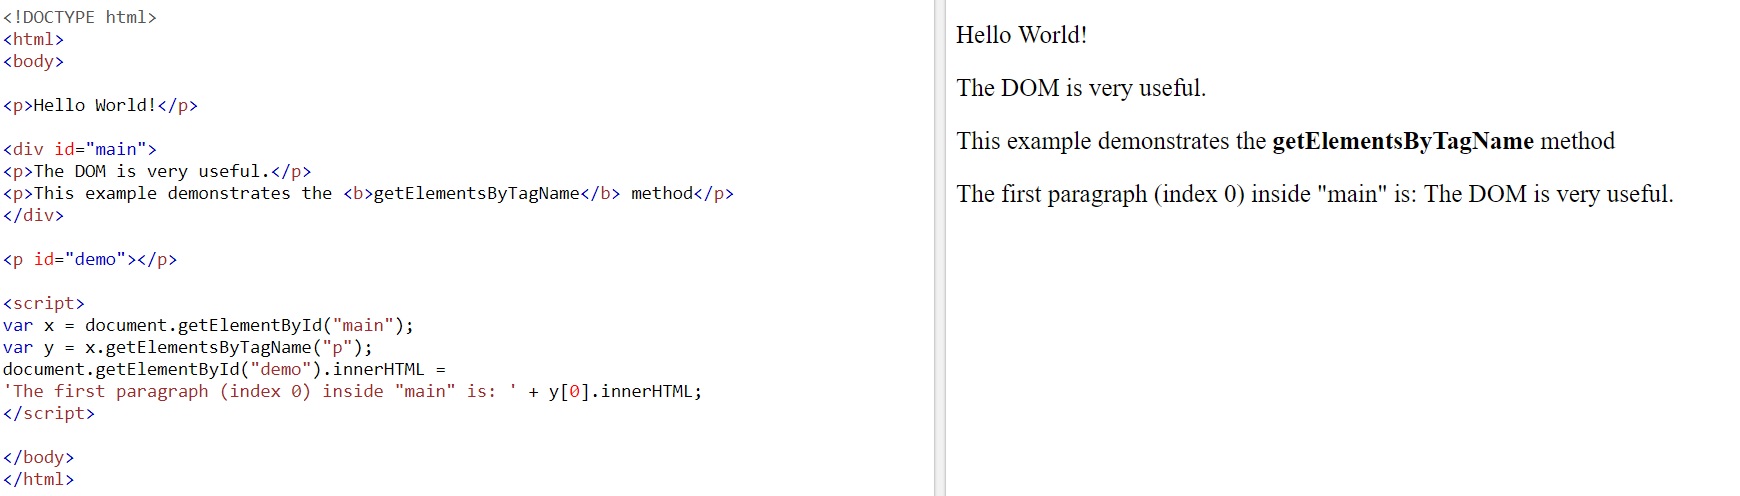 <!DOCTYPE html>
<html>
<body>
<p>Hello World!</p>
<div id="main">
<p>The DOM is very useful.</p>
<p>This example demonstrates the <b>getElementsByTagName</b> method</p>
</div>
<p id="demo"></p>
<script>
var x = document.getElementById("main");
var y = x.getElementsByTagName("p");
document.getElementById("demo").innerHTML =
'The first paragraph (index 0) inside "main" is: ' + y[0].innerHTML;
</script>
</body>
</html>
Hello World!
The DOM is very useful.
This example demonstrates the getElementsByTagName method
The first paragraph (index 0) inside "main" is: The DOM is very useful.